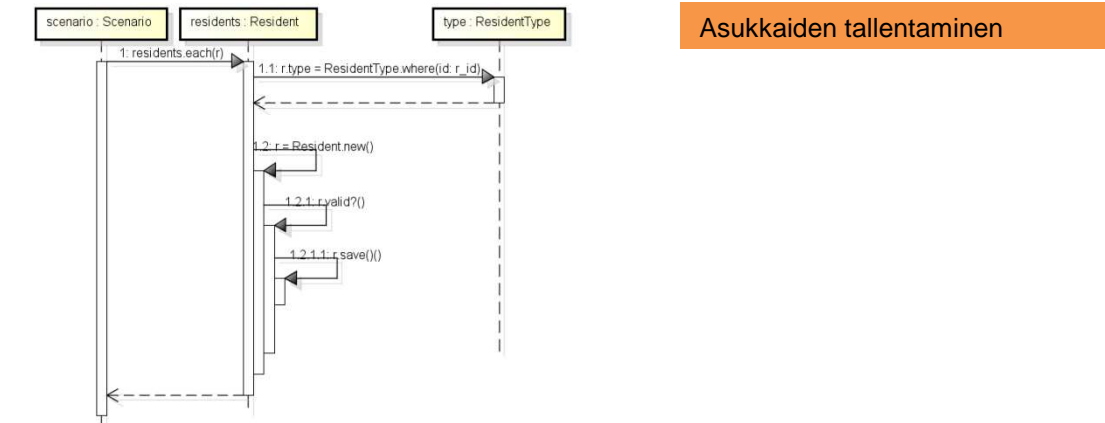 scenario : Scenario
residents : Resident
type : ResidentType
Asukkaiden tallentaminen
1: residents.each(r)
1.1: r.type = ResidentType.where(id: r_id)
1.2: r = Resident.new()
1.2.1: r.valid?()
1.2.1.1: r.save()()